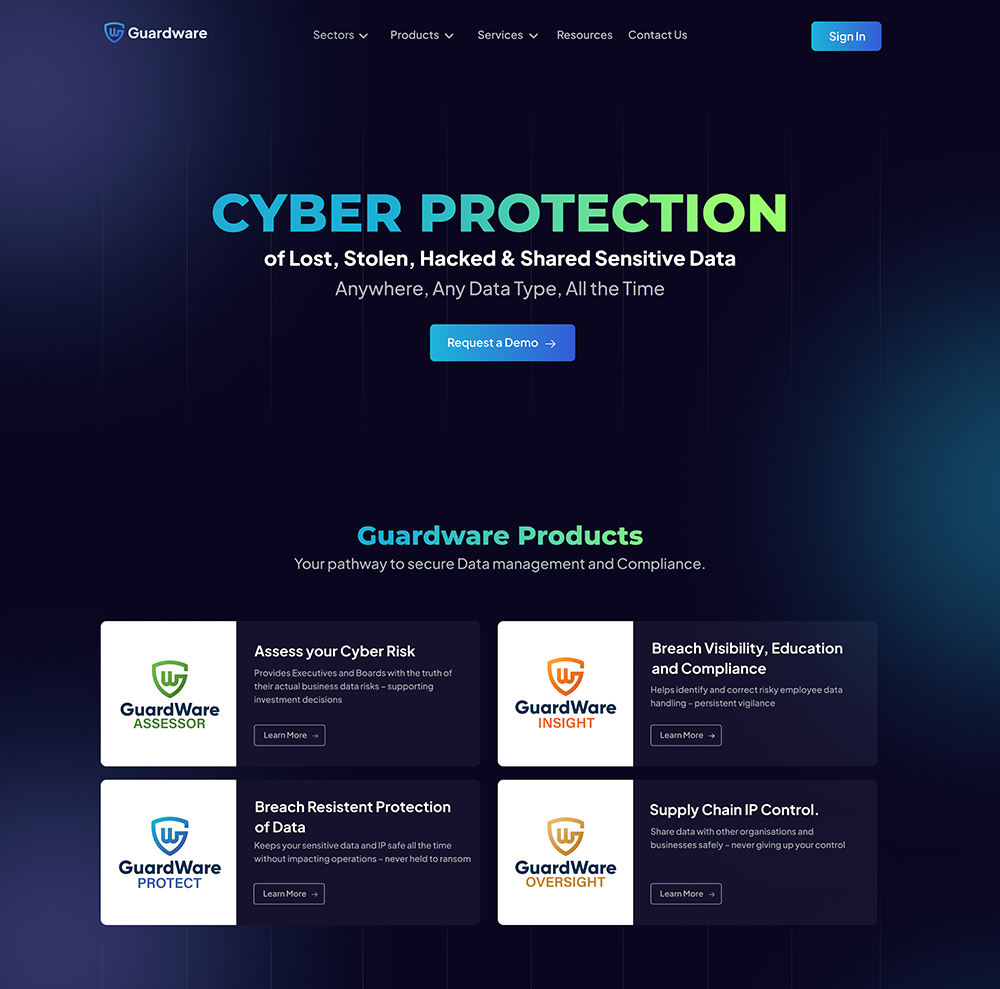 Guardware
Sectors
Products
Services
Resources
Contact Us
Sign In
CYBER PROTECTION
of Lost, Stolen, Hacked & Shared Sensitive Data
Anywhere, Any Data Type, All the Time
Request a Demo →
Guardware Products
Your pathway to secure Data management and Compliance.
GuardWare
ASSESSOR
Assess your Cyber Risk
Provides Executives and Boards with the truth of
their actual business data risks – supporting
investment decisions
Learn More →
GuardWare
INSIGHT
Breach Visibility, Education
and Compliance
Helps identify and correct risky employee data
handling – persistent vigilance
Learn More →
GuardWare
PROTECT
Breach Resistent Protection
of Data
Keeps your sensitive data and IP safe all the time
without impacting operations – never held to ransom
Learn More →
GuardWare
OVERSIGHT
Supply Chain IP Control.
Share data with other organisations and
businesses safely – never giving up your control
Learn More →